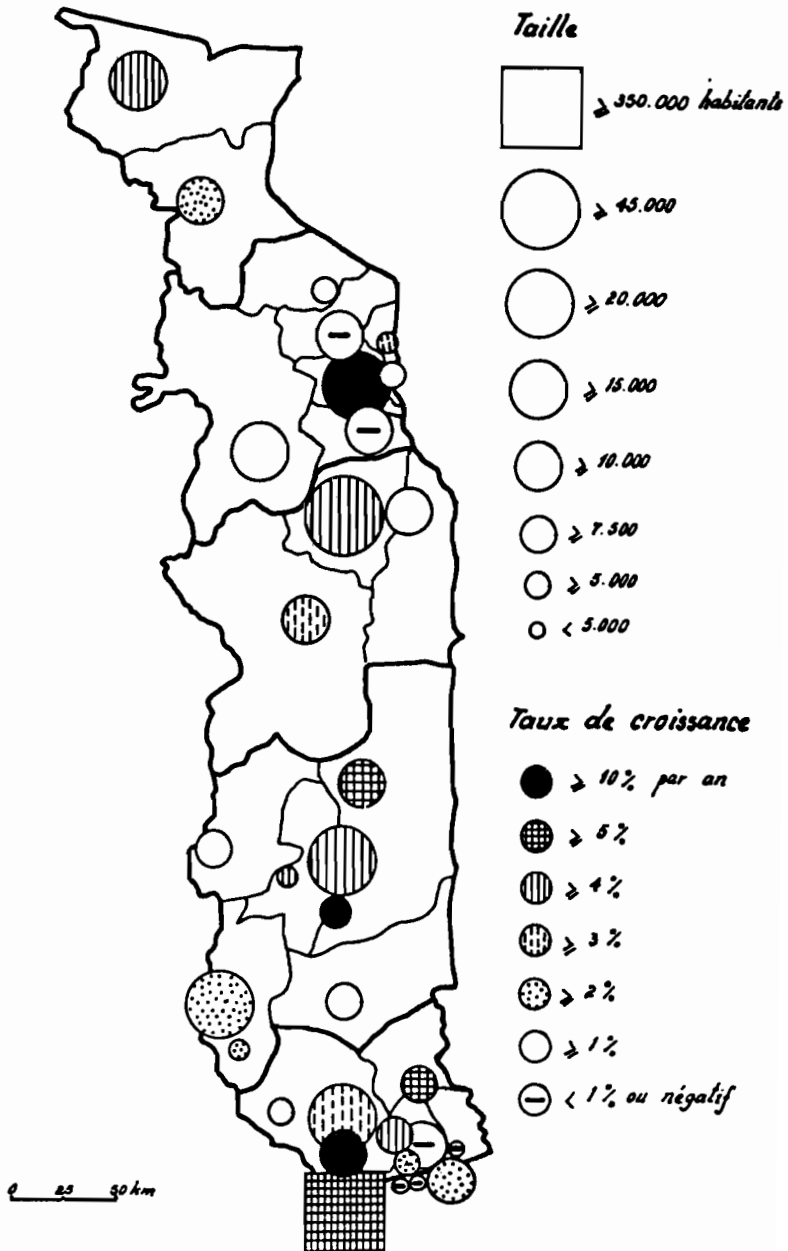 Taille
≥ 350.000 habitants
≥ 45.000
≥ 20.000
≥ 15.000
≥ 10.000
≥ 7.500
≥ 5.000
< 5.000
Taux de croissance
≥ 10% par an
≥ 5%
≥ 4%
≥ 3%
≥ 2%
≥ 1%
< 1% ou négatif
0 25 50 km